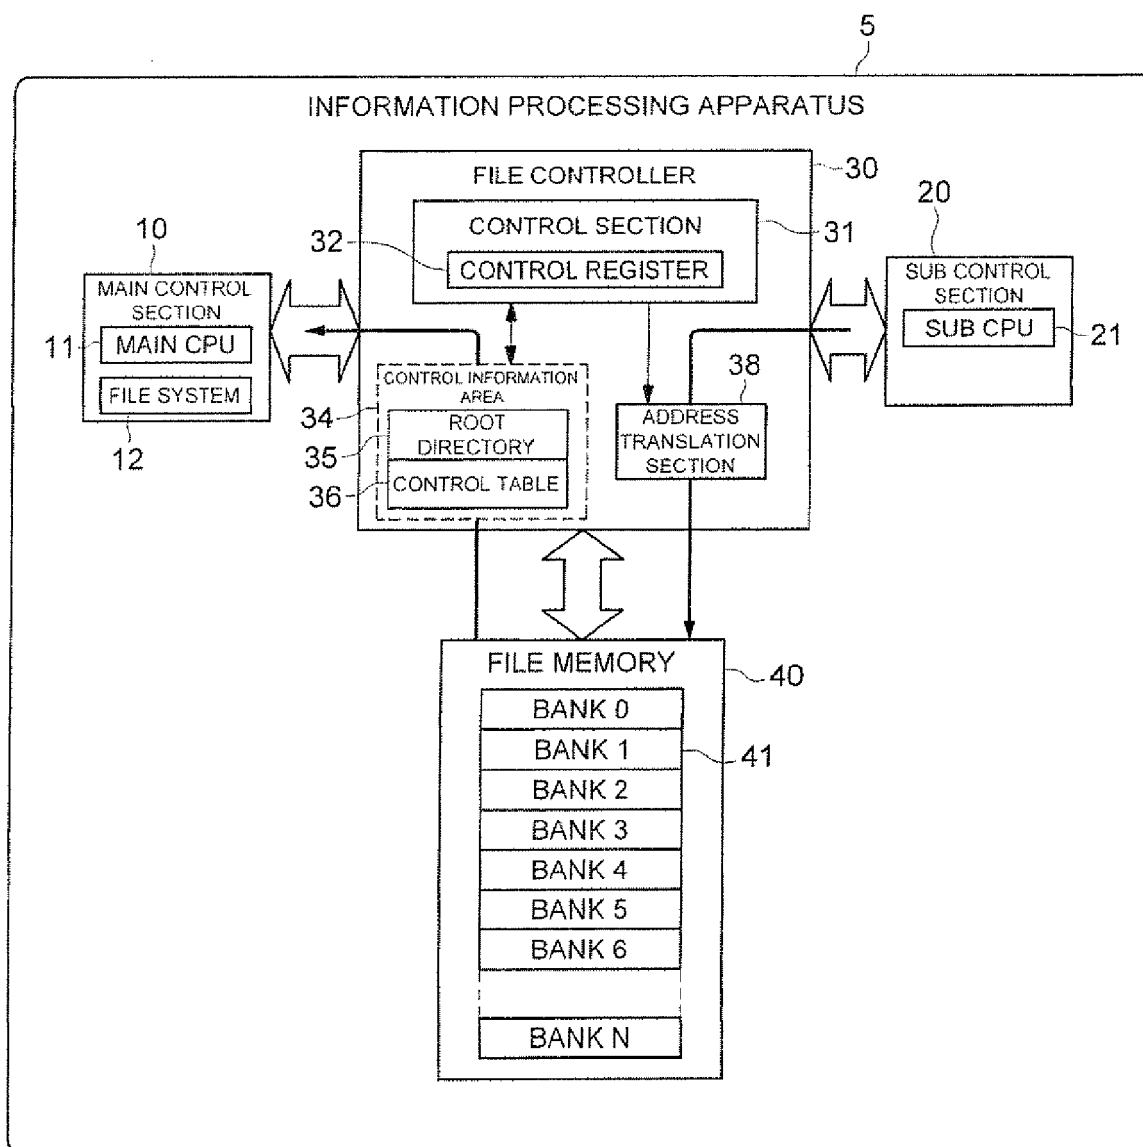 5
INFORMATION PROCESSING APPARATUS
FILE CONTROLLER
30
CONTROL SECTION
31
32
CONTROL REGISTER
10
MAIN CONTROL
SECTION
11
MAIN CPU
FILE SYSTEM
12
20
SUB CONTROL
SECTION
SUB CPU
21
CONTROL INFORMATION
AREA
34
ROOT
DIRECTORY
35
36
CONTROL TABLE
38
ADDRESS
TRANSLATION
SECTION
FILE MEMORY
40
BANK 0
BANK 1
41
BANK 2
BANK 3
BANK 4
BANK 5
BANK 6
BANK N